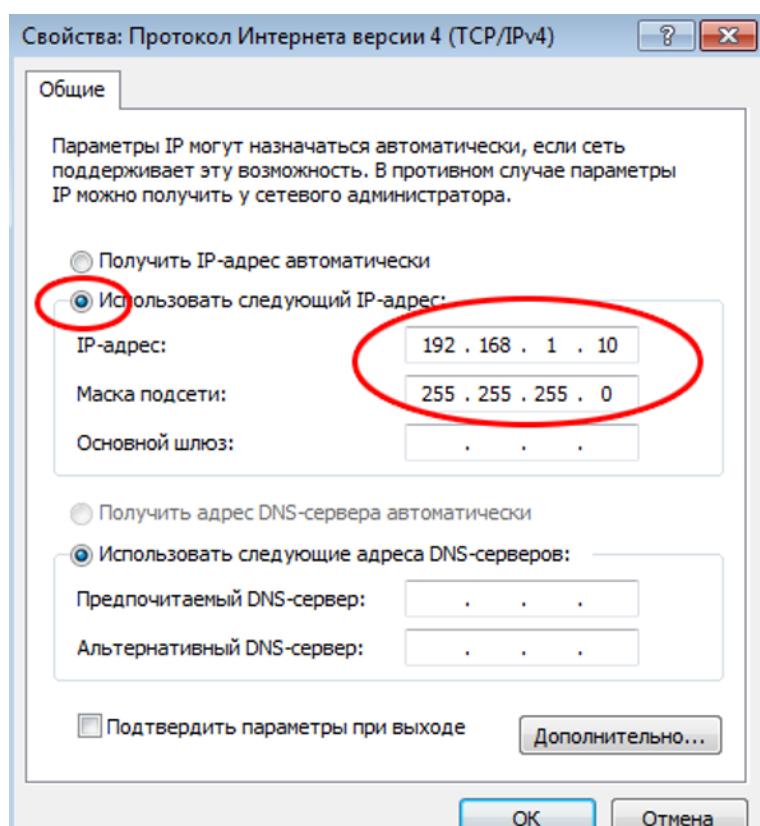 Свойства: Протокол Интернета версии 4 (TCP/IPv4)
Общие
Параметры IP могут назначаться автоматически, если сеть
поддерживает эту возможность. В противном случае параметры
IP можно получить у сетевого администратора.
Получить IP-адрес автоматически
Использовать следующий IP-адрес:
IP-адрес: 192 . 168 . 1 . 10
Маска подсети: 255 . 255 . 255 . 0
Основной шлюз: . . .
Получить адрес DNS-сервера автоматически
Использовать следующие адреса DNS-серверов:
Предпочитаемый DNS-сервер: . . .
Альтернативный DNS-сервер: . . .
Подтвердить параметры при выходе
Дополнительно...
ОК Отмена